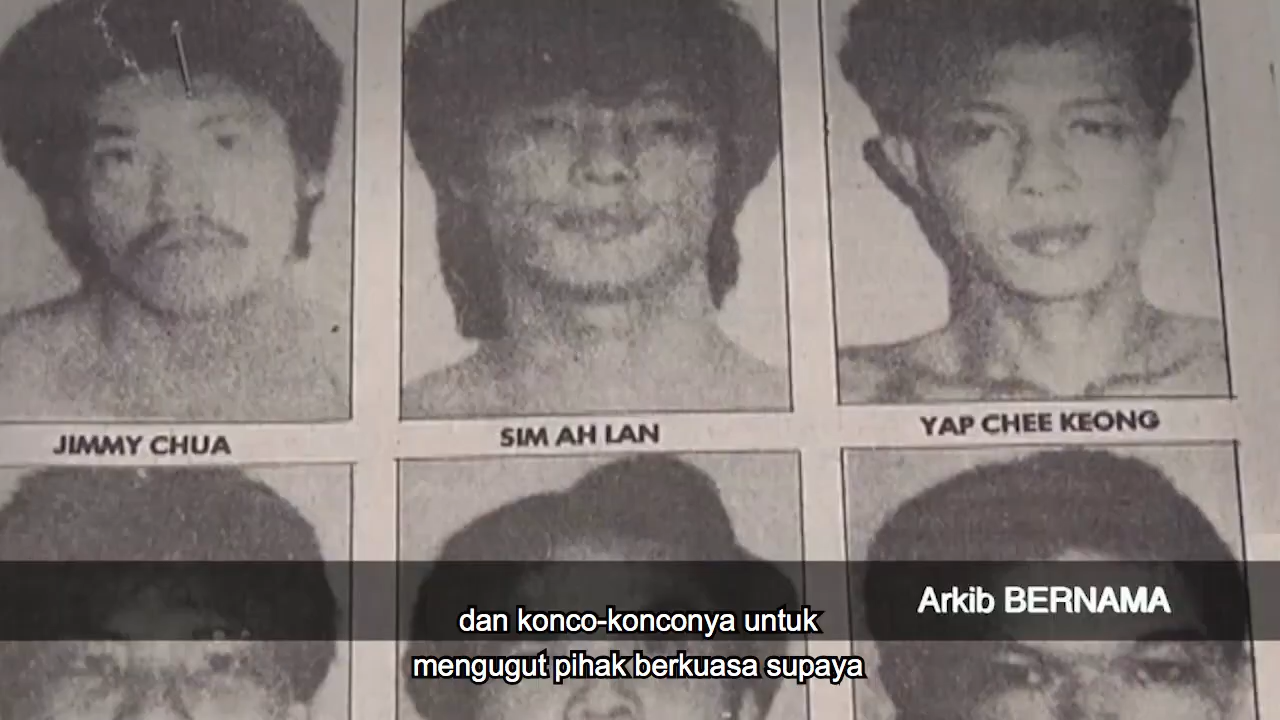 JIMMY CHUA
SIM AH LAN
YAP CHEE KEONG
Arkib BERNAMA
dan konco-konconya untuk
mengugut pihak berkuasa supaya